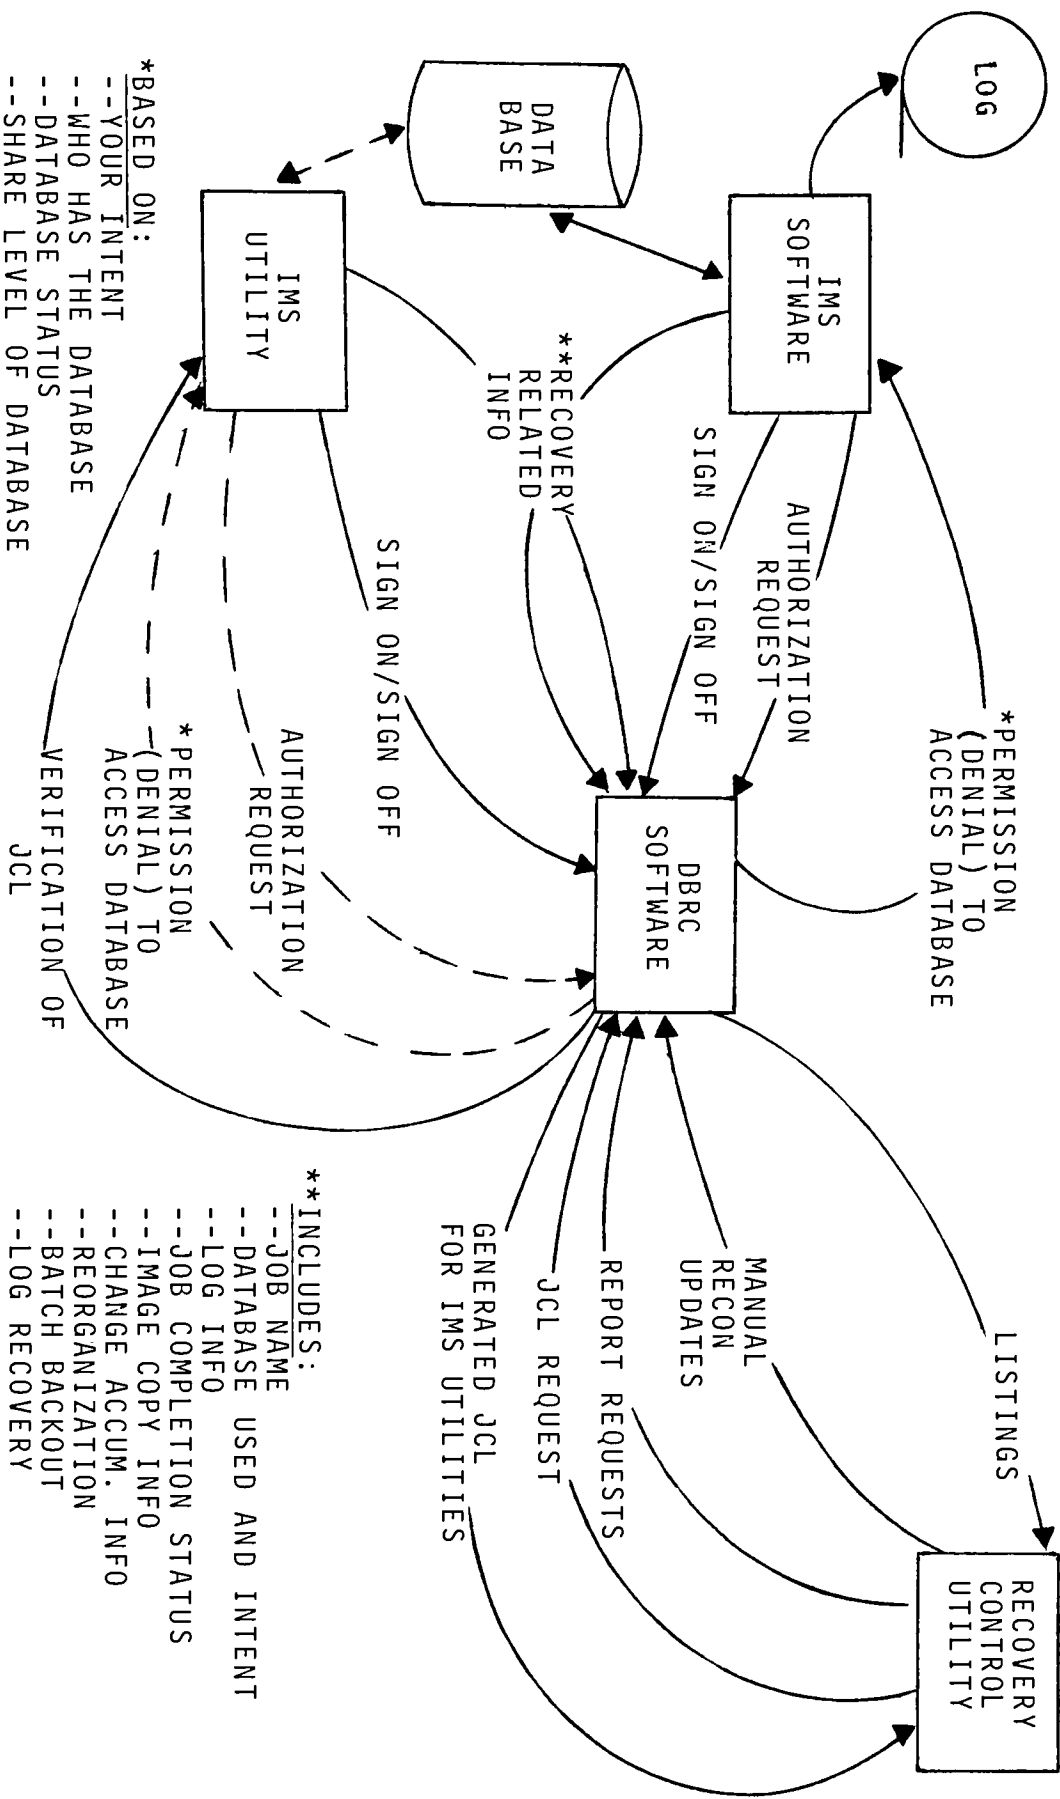 LOG
IMS
SOFTWARE
DATA
BASE
IMS
UTILITY
*PERMISSION
(DENIAL) TO
ACCESS DATABASE
AUTHORIZATION
REQUEST
SIGN ON/SIGN OFF
**RECOVERY
RELATED
INFO
SIGN ON/SIGN OFF
AUTHORIZATION
REQUEST
*PERMISSION
(DENIAL) TO
ACCESS DATABASE
VERIFICATION OF
JCL
DBRC
SOFTWARE
LISTINGS
MANUAL
RECON
UPDATES
REPORT REQUESTS
JCL REQUEST
GENERATED JCL
FOR IMS UTILITIES
RECOVERY
CONTROL
UTILITY
*BASED ON:
--YOUR INTENT
--WHO HAS THE DATABASE
--DATABASE STATUS
--SHARE LEVEL OF DATABASE
**INCLUDES:
--JOB NAME
--DATABASE USED AND INTENT
--LOG INFO
--JOB COMPLETION STATUS
--IMAGE COPY INFO
--CHANGE ACCUM. INFO
--REORGANIZATION
--BATCH BACKOUT
--LOG RECOVERY